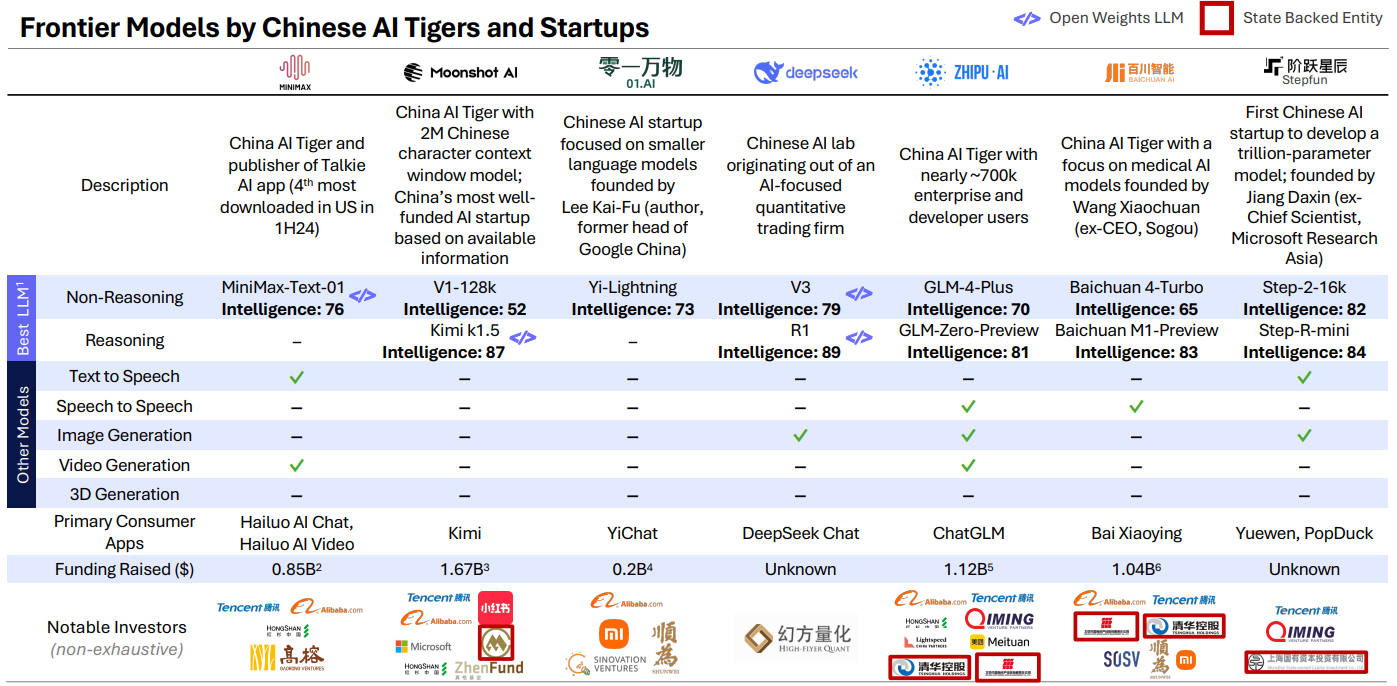 Frontier Models by Chinese AI Tigers and Startups
</> Open Weights LLM
State Backed Entity
MINIMAX
Moonshot AI
零一万物
01.AI
deepseek
ZHIPU·AI
百川智能
BAICHUAN AI
阶跃星辰
Stepfun
Description
China AI Tiger and
publisher of Talkie
AI app (4th most
downloaded in US in
1H24)
China AI Tiger with
2M Chinese
character context
window model;
China's most well-
funded AI startup
based on available
information
Chinese AI startup
focused on smaller
language models
founded by
Lee Kai-Fu (author,
former head of
Google China)
Chinese AI lab
originating out of an
AI-focused
quantitative
trading firm
China AI Tiger with
nearly ~700k
enterprise and
developer users
China AI Tiger with a
focus on medical AI
models founded by
Wang Xiaochuan
(ex-CEO, Sogou)
First Chinese AI
startup to develop a
trillion-parameter
model; founded by
Jiang Daxin (ex-
Chief Scientist,
Microsoft Research
Asia)
Best LLM¹
Non-Reasoning
MiniMax-Text-01
Intelligence: 76
</>
V1-128k
Intelligence: 52
Yi-Lightning
Intelligence: 73
V3
Intelligence: 79
</>
GLM-4-Plus
Intelligence: 70
Baichuan 4-Turbo
Intelligence: 65
Step-2-16k
Intelligence: 82
Reasoning
–
Kimi k1.5
Intelligence: 87
</>
–
R1
Intelligence: 89
</>
GLM-Zero-Preview
Intelligence: 81
Baichuan M1-Preview
Intelligence: 83
Step-R-mini
Intelligence: 84
Other Models
Text to Speech
✓ – – – – – ✓
Speech to Speech
– – – – ✓ ✓ –
Image Generation
– – – ✓ ✓ – ✓
Video Generation
✓ – – – ✓ – –
3D Generation
– – – – – – –
Primary Consumer
Apps
Hailuo AI Chat,
Hailuo AI Video
Kimi
YiChat
DeepSeek Chat
ChatGLM
Bai Xiaoying
Yuewen, PopDuck
Funding Raised ($)
0.85B²
1.67B³
0.2B⁴
Unknown
1.12B⁵
1.04B⁶
Unknown
Notable Investors
(non-exhaustive)
Tencent 腾讯
Alibaba.com
HONGSHAN
红杉中国
高榕
GAORONG VENTURES
Tencent 腾讯
小红书
Alibaba.com
Microsoft
HONGSHAN
红杉中国
ZhenFund
真格基金
Alibaba.com
MI
順為
SHUNWEI
SINOVATION
VENTURES
幻方量化
HIGH-FLYER QUANT
Alibaba.com
Tencent 腾讯
HONGSHAN
红杉中国
QIMING
VENTURE PARTNERS
Lightspeed
CHINA PARTNERS
美团
Meituan
清华控股
TSINGHUA HOLDINGS
Alibaba.com
Tencent 腾讯
清华控股
TSINGHUA HOLDINGS
SOSV
順為
SHUNWEI
MI
Tencent 腾讯
QIMING
VENTURE PARTNERS
上海国有资本投资有限公司